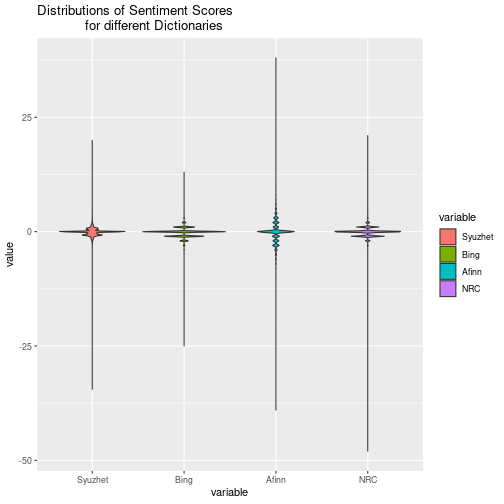 Distributions of Sentiment Scores
for different Dictionaries
value
25
0
-25
-50
Syuzhet Bing Afinn NRC
variable
variable
Syuzhet
Bing
Afinn
NRC